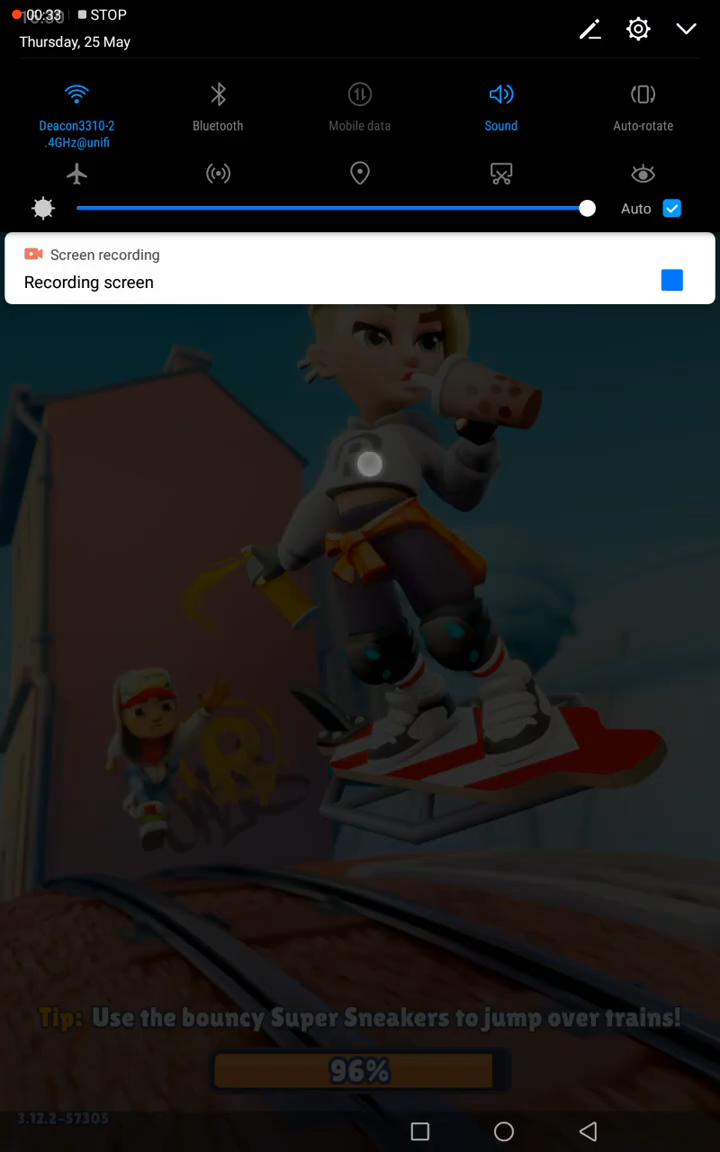 00:33 STOP
Thursday, 25 May
Deacon3310-2
.4GHz@unifi
Bluetooth
Mobile data
Sound
Auto-rotate
Auto
Screen recording
Recording screen
Tip: Use the bouncy Super Sneakers to jump over trains!
96%
3.12.2-57305